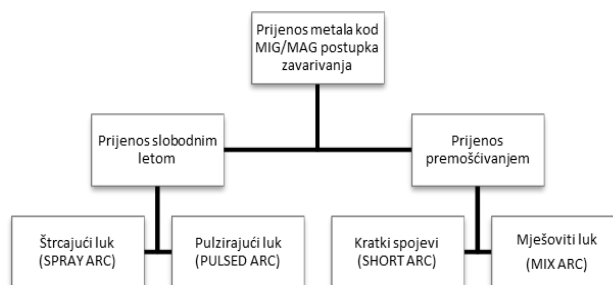 Prijenos metala kod
MIG/MAG postupka
zavarivanja
Prijenos slobodnim
letom
Prijenos
premošćivanjem
Štrcajući luk
(SPRAY ARC)
Pulzirajući luk
(PULSED ARC)
Kratki spojevi
(SHORT ARC)
Mješoviti luk
(MIX ARC)